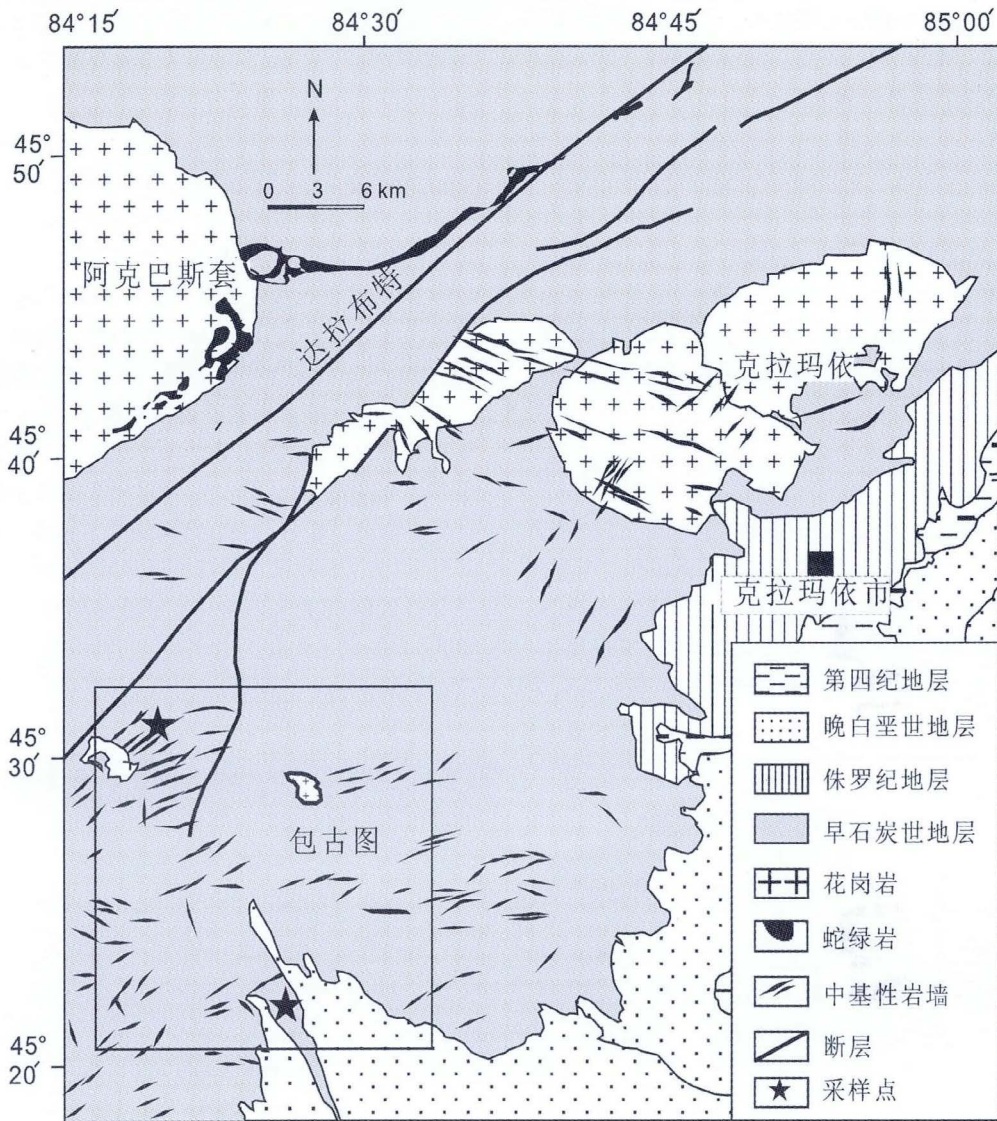 84°15′ 84°30′ 84°45′ 85°00′
N
45°
50′
0 3 6 km
阿克巴斯套
达拉布特
克拉玛依
45°
40′
克拉玛依市
45°
30′
包古图
45°
20′
第四纪地层
晚白垩世地层
侏罗纪地层
早石炭世地层
花岗岩
蛇绿岩
中基性岩墙
断层
采样点